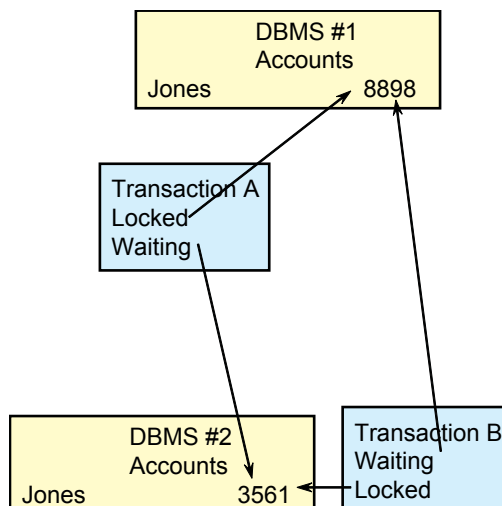 DBMS #1
Accounts
Jones 8898
Transaction A
Locked
Waiting
DBMS #2
Accounts
Jones 3561
Transaction B
Waiting
Locked